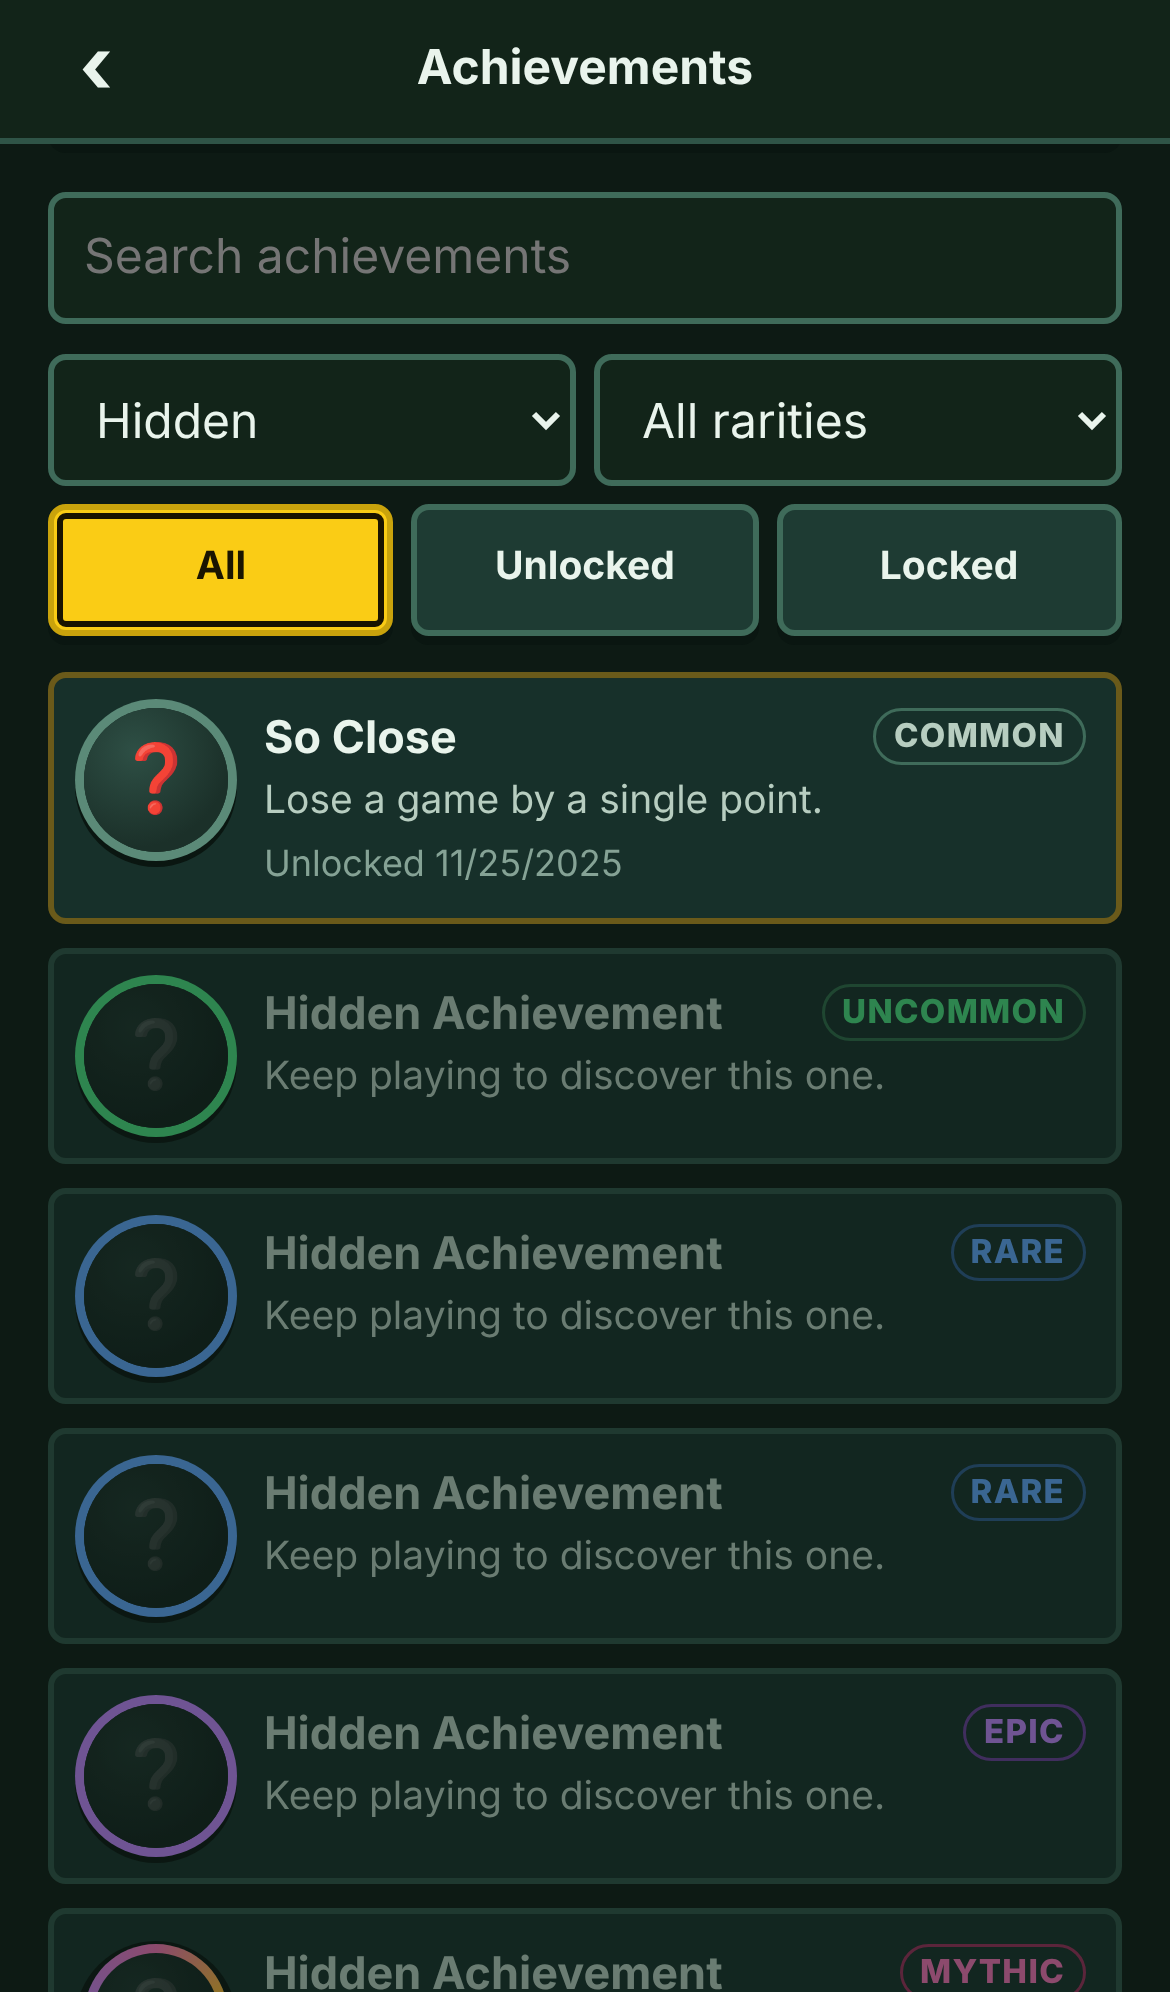 Achievements
Search achievements
Hidden
All rarities
All
Unlocked
Locked
So Close
COMMON
Lose a game by a single point.
Unlocked 11/25/2025
Hidden Achievement
UNCOMMON
Keep playing to discover this one.
Hidden Achievement
RARE
Keep playing to discover this one.
Hidden Achievement
RARE
Keep playing to discover this one.
Hidden Achievement
EPIC
Keep playing to discover this one.
Hidden Achievement
MYTHIC